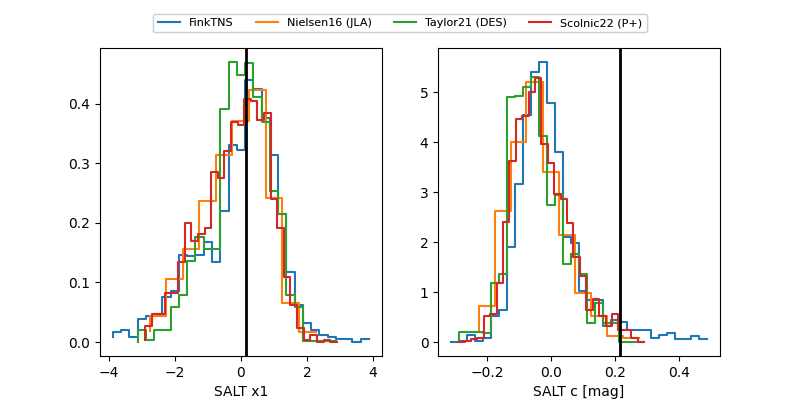 FinkTNS Nielsen16 (JLA) Taylor21 (DES) Scolnic22 (P+)
0.4
0.3
0.2
0.1
0.0
−4 −2 0 2 4
SALT x1
5
4
3
2
1
0
−0.2 0.0 0.2 0.4
SALT c [mag]